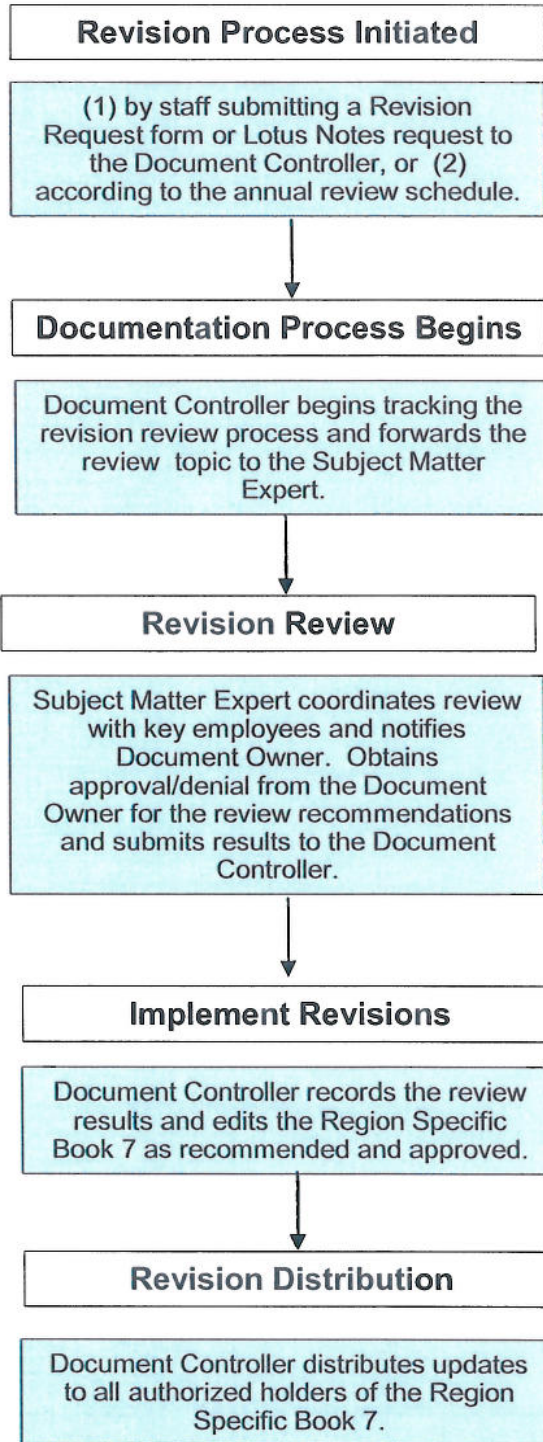 Revision Process Initiated
(1) by staff submitting a Revision
Request form or Lotus Notes request to
the Document Controller, or (2)
according to the annual review schedule.
Documentation Process Begins
Document Controller begins tracking the
revision review process and forwards the
review topic to the Subject Matter
Expert.
Revision Review
Subject Matter Expert coordinates review
with key employees and notifies
Document Owner. Obtains
approval/denial from the Document
Owner for the review recommendations
and submits results to the Document
Controller.
Implement Revisions
Document Controller records the review
results and edits the Region Specific
Book 7 as recommended and approved.
Revision Distribution
Document Controller distributes updates
to all authorized holders of the Region
Specific Book 7.